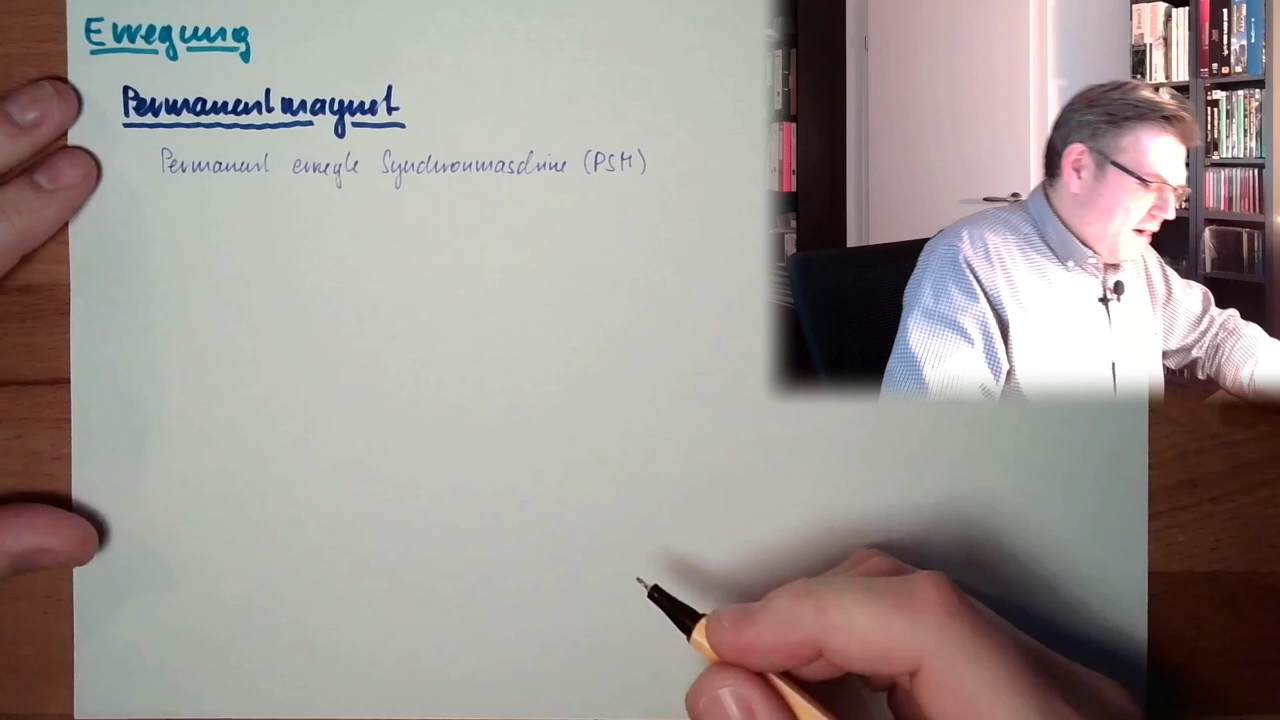 Erregung
Permanentmagnet
Permanent erregte Synchronmaschine (PSM)